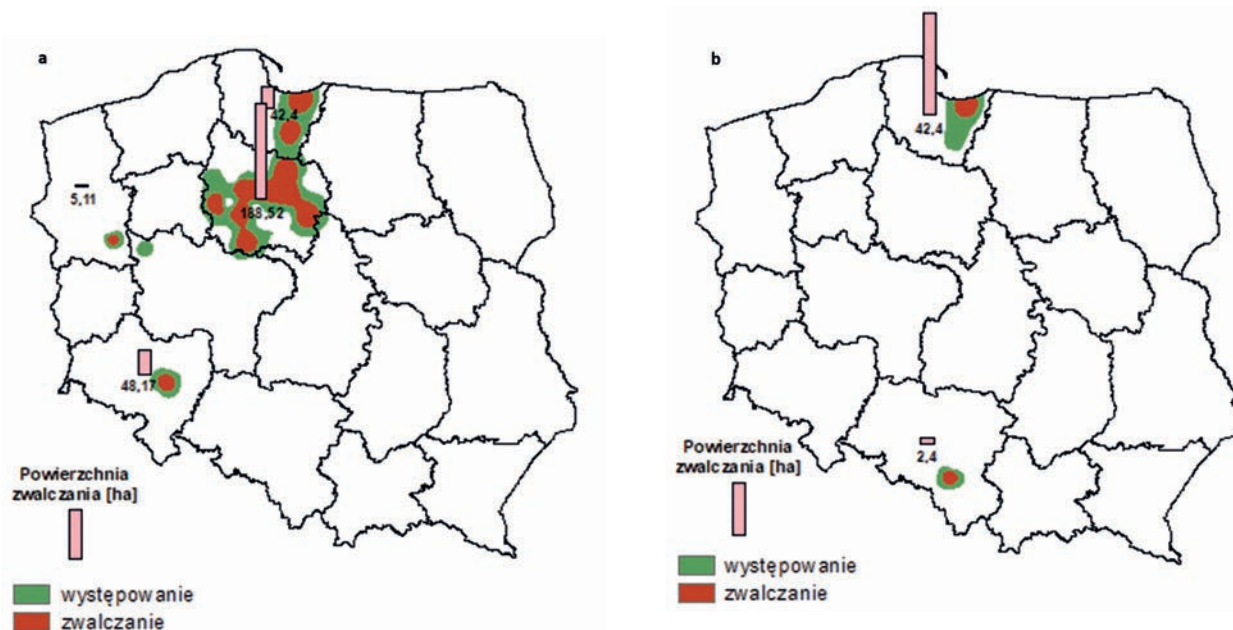 a
42,4
5,11
188,52
48,17
Powierzchnia
zwalczania [ha]
występowanie
zwalczanie
b
42,4
2,4
Powierzchnia
zwalczania [ha]
występowanie
zwalczanie